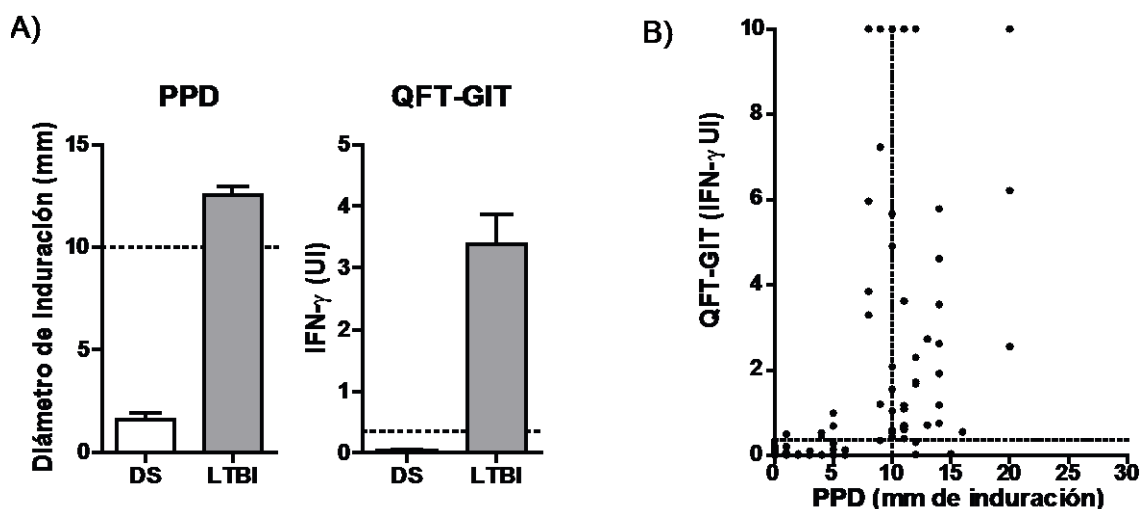 A)
PPD
Diámetro de Induración (mm)
15
10
5
0
DS
LTBI
QFT-GIT
IFN-γ (UI)
5
4
3
2
1
0
DS
LTBI
B)
QFT-GIT (IFN-γ UI)
10
8
6
4
2
0
0
5
10
15
20
25
30
PPD (mm de induración)